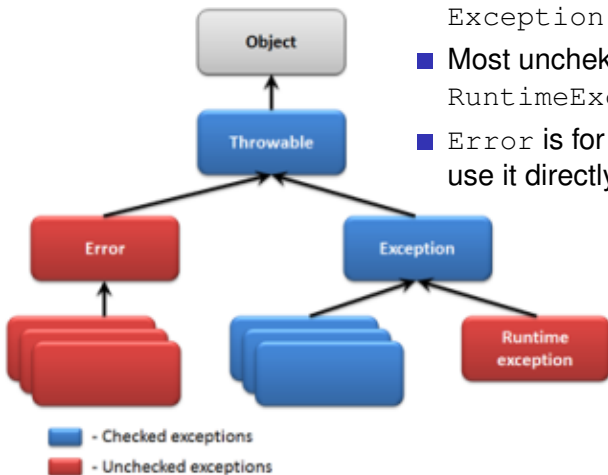 Exception
Most unchek
RuntimeExc
Error is for
use it directly
Object
Throwable
Error
Exception
Runtime
exception
- Checked exceptions
- Unchecked exceptions